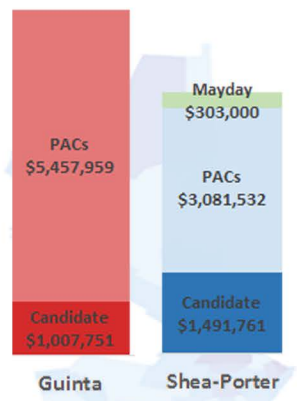 PACs
$5,457,959
Candidate
$1,007,751
Guinta
Mayday
$303,000
PACs
$3,081,532
Candidate
$1,491,761
Shea-Porter